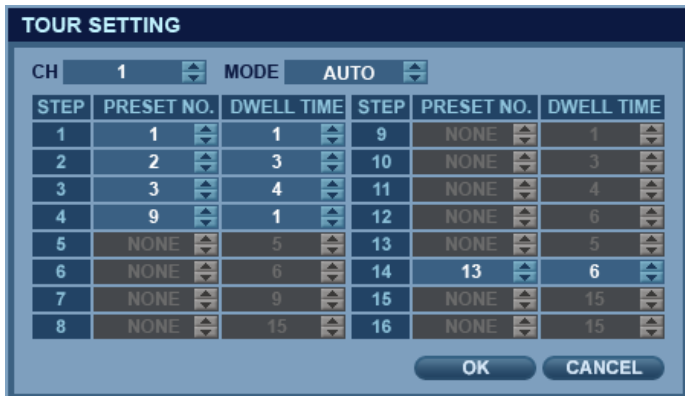 TOUR SETTING
CH 1 MODE AUTO
STEP PRESET NO. DWELL TIME STEP PRESET NO. DWELL TIME
1 1 1 9 NONE 1
2 2 3 10 NONE 3
3 3 4 11 NONE 4
4 9 1 12 NONE 6
5 NONE 5 13 NONE 5
6 NONE 6 14 13 6
7 NONE 9 15 NONE 15
8 NONE 15 16 NONE 15
OK CANCEL